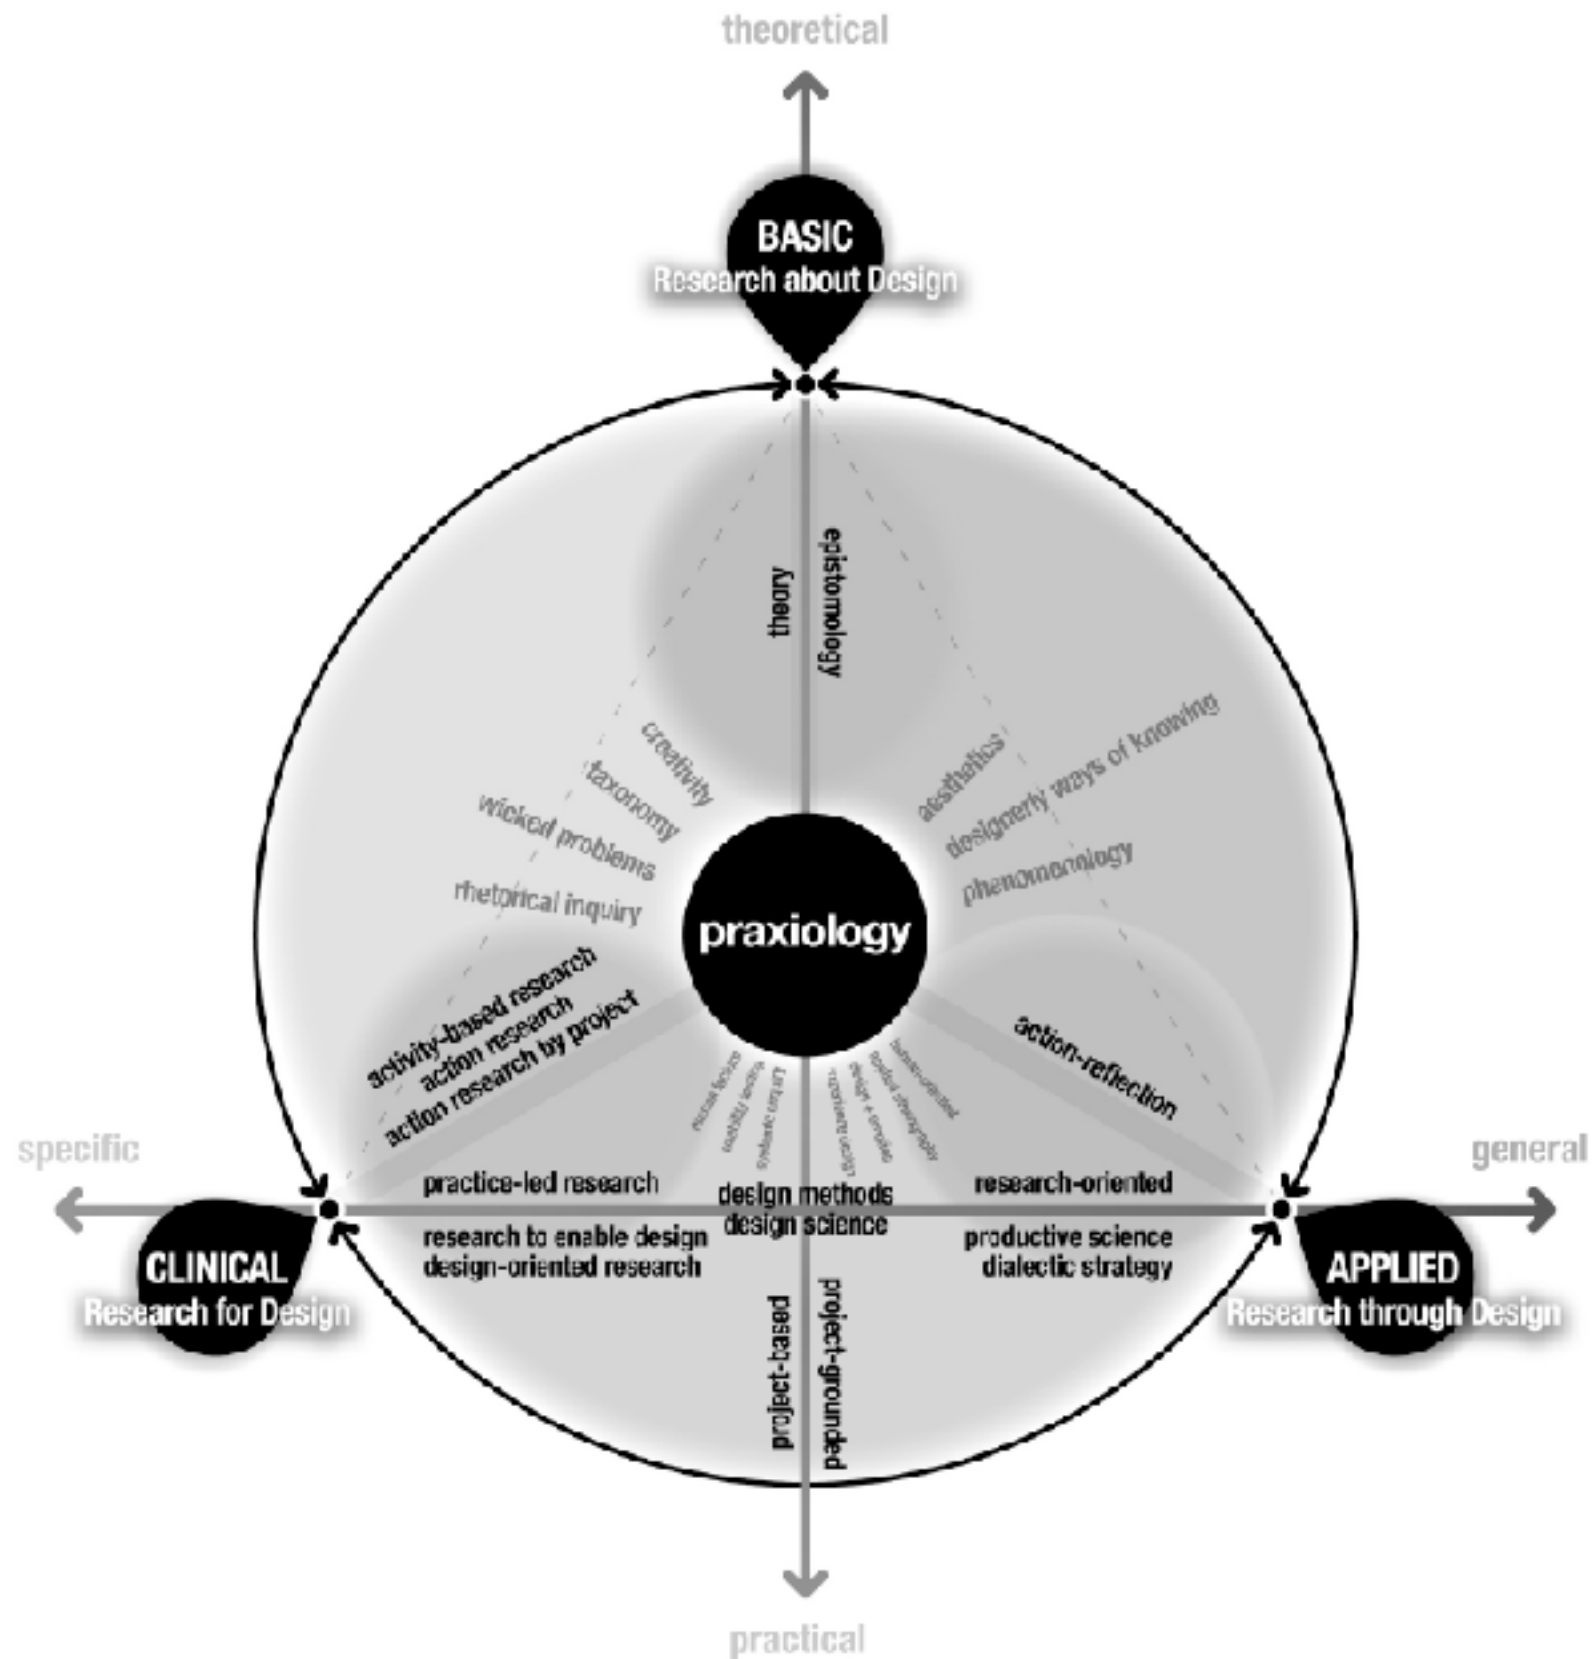 theoretical
BASIC
Research about Design
theory
epistomology
creativity
taxonomy
wicked problems
rhetorical inquiry
aesthetics
designerly ways of knowing
phenomenology
praxiology
activity-based research
action research
action research by project
action-reflection
specific
general
practice-led research
design methods
design science
research-oriented
research to enable design
design-oriented research
productive science
dialectic strategy
CLINICAL
Research for Design
APPLIED
Research through Design
project-based
project-grounded
practical